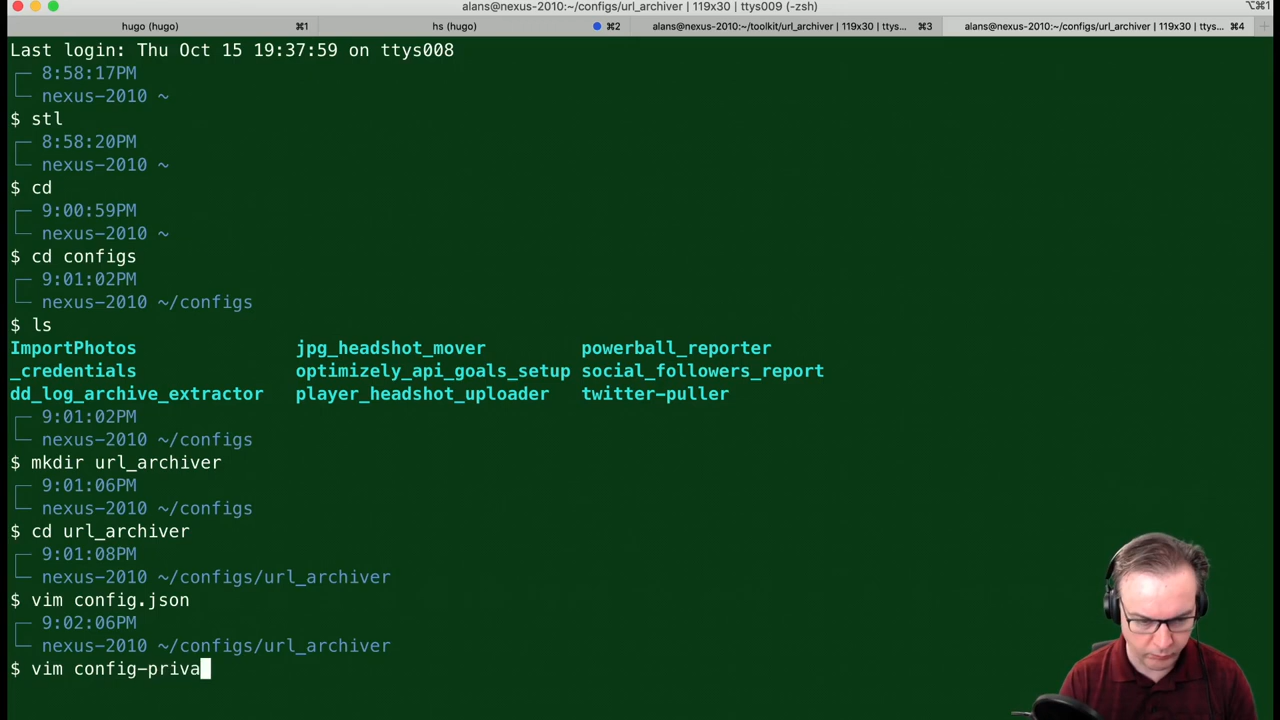 alans@nexus-2010:~/configs/url_archiver | 119x30 | ttys009 (-zsh)
⌥⌘1
hugo (hugo) ⌘1
hs (hugo) ⌘2
alans@nexus-2010:~/toolkit/url_archiver | 119x30 | ttys... ⌘3
alans@nexus-2010:~/configs/url_archiver | 119x30 | ttys... ⌘4
Last login: Thu Oct 15 19:37:59 on ttys008
8:58:17PM
nexus-2010 ~
$ stl
8:58:20PM
nexus-2010 ~
$ cd
9:00:59PM
nexus-2010 ~
$ cd configs
9:01:02PM
nexus-2010 ~/configs
$ ls
ImportPhotos jpg_headshot_mover powerball_reporter
_credentials optimizely_api_goals_setup social_followers_report
dd_log_archive_extractor player_headshot_uploader twitter-puller
9:01:02PM
nexus-2010 ~/configs
$ mkdir url_archiver
9:01:06PM
nexus-2010 ~/configs
$ cd url_archiver
9:01:08PM
nexus-2010 ~/configs/url_archiver
$ vim config.json
9:02:06PM
nexus-2010 ~/configs/url_archiver
$ vim config-priva